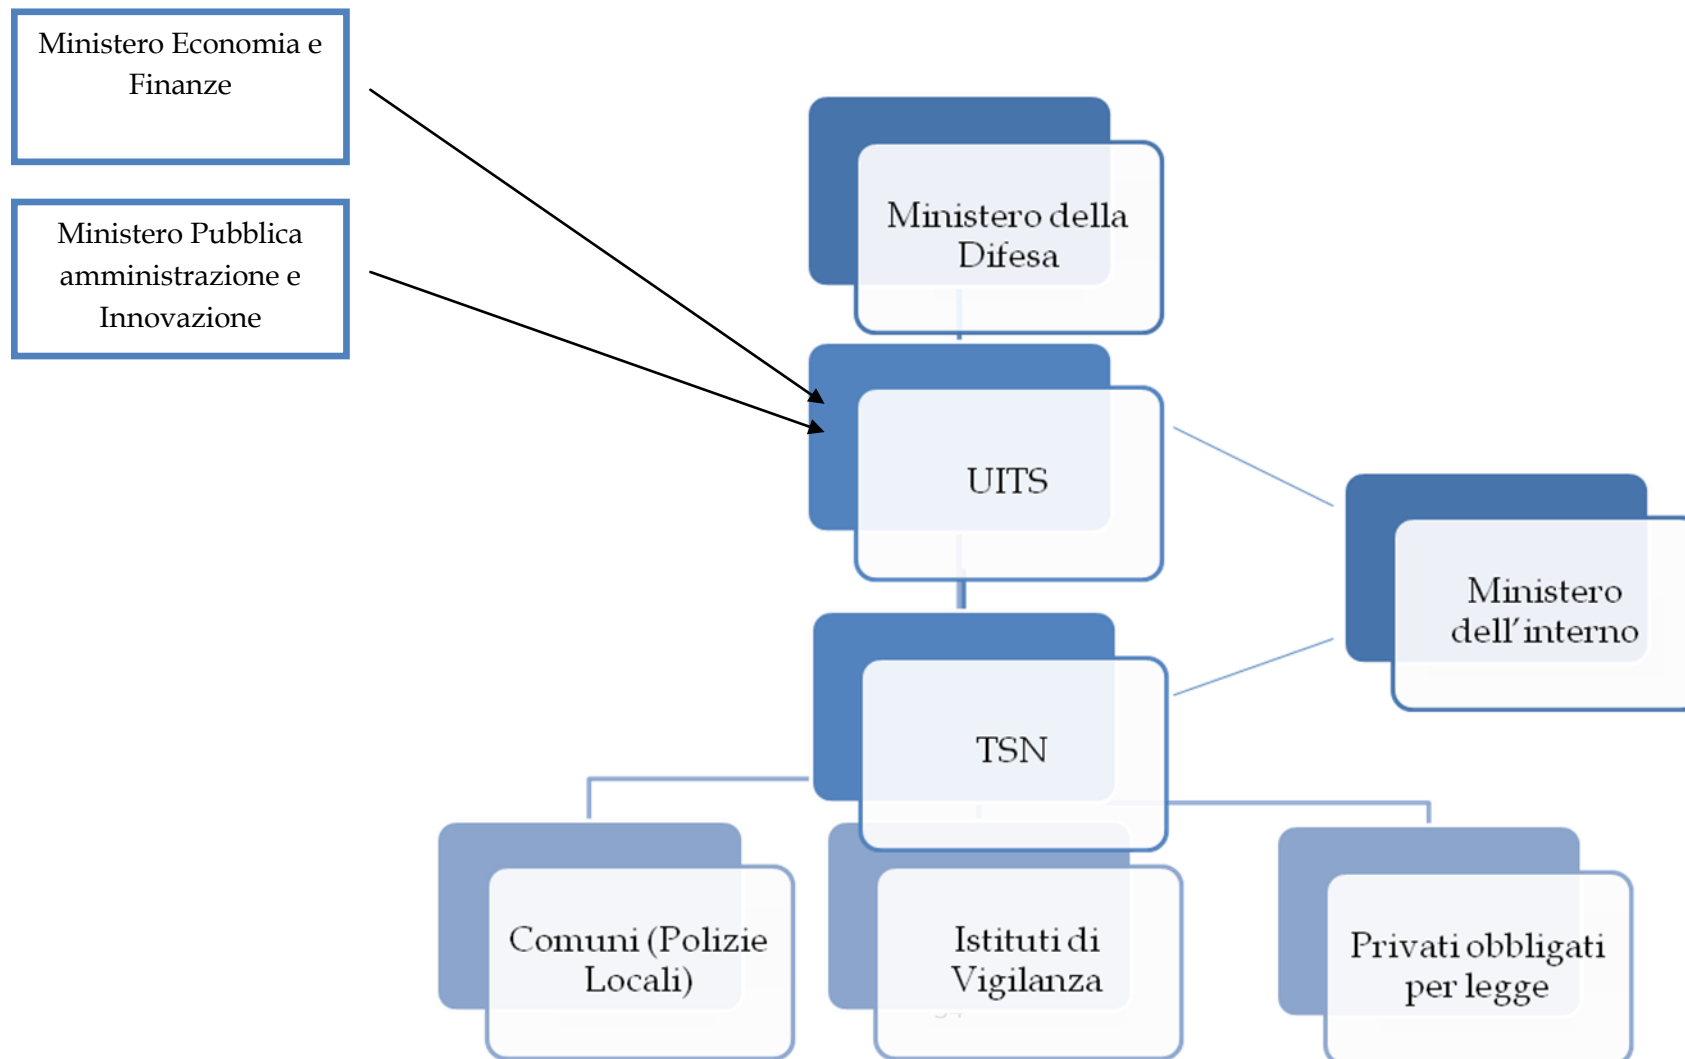 Ministero Economia e
Finanze
Ministero Pubblica
amministrazione e
Innovazione
Ministero della
Difesa
UITS
Ministero
dell'interno
TSN
Comuni (Polizie
Locali)
Istituti di
Vigilanza
Privati obbligati
per legge